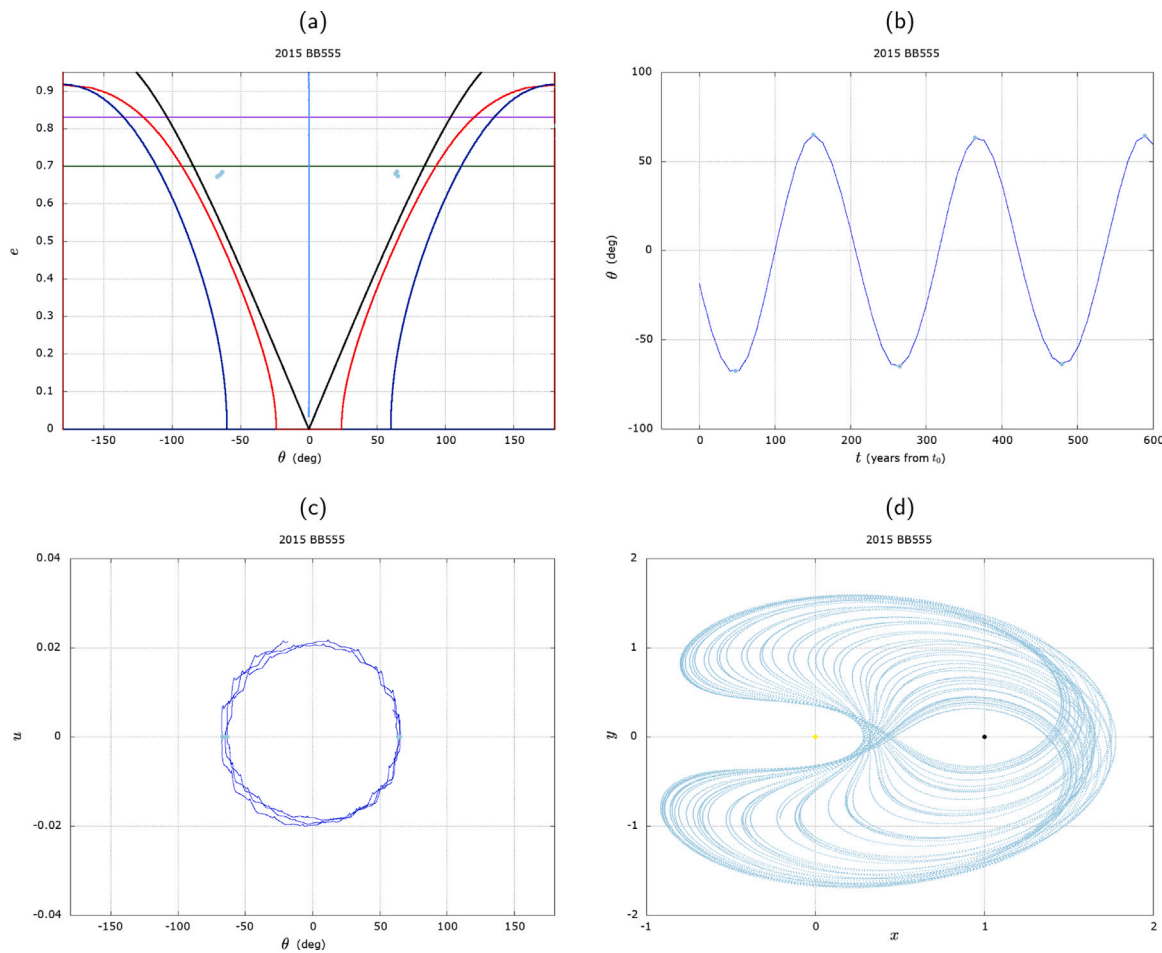 (a)
2015 BB555
0.9
0.8
0.7
0.6
0.5
0.4
0.3
0.2
0.1
0
e
-150 -100 -50 0 50 100 150
θ (deg)
(b)
2015 BB555
100
50
0
-50
-100
θ (deg)
0 100 200 300 400 500 600
t (years from t₀)
(c)
2015 BB555
0.04
0.02
0
-0.02
-0.04
u
-150 -100 -50 0 50 100 150
θ (deg)
(d)
2015 BB555
2
1
0
-1
-2
y
-1 0 1 2
x